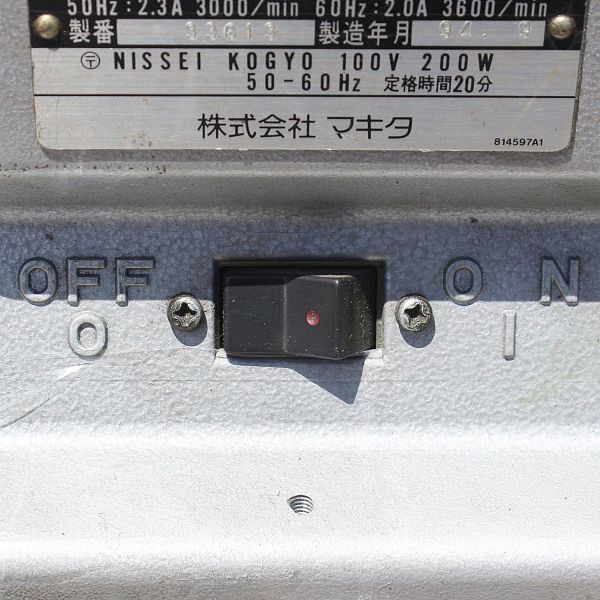 50Hz:2.3A 3000/min 60Hz:2.0A 3600/min
製番 33613 製造年月 94. 9
〒 NISSEI KOGYO 100V 200W
50-60Hz 定格時間20分
株式会社 マキタ
814597A1
OFF ON
O I